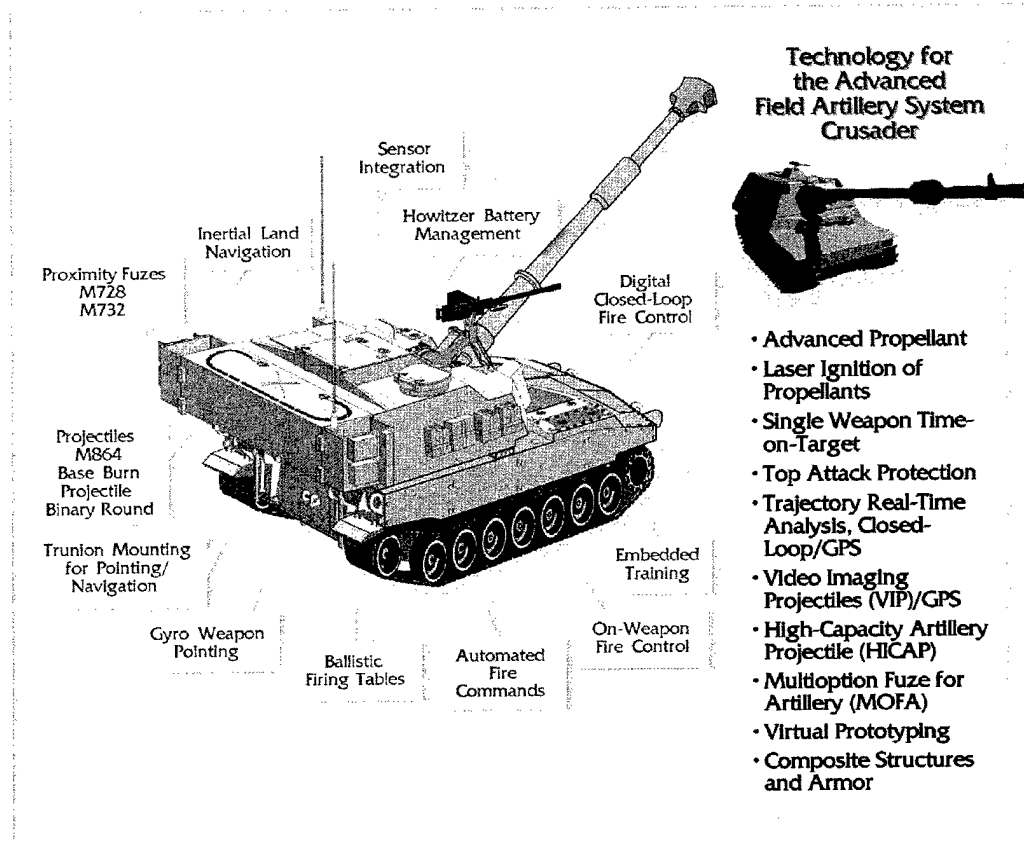 Technology for
the Advanced
Field Artillery System
Crusader
Sensor
Integration
Howitzer Battery
Management
Inertial Land
Navigation
Proximity Fuzes
M728
M732
Digital
Closed-Loop
Fire Control
Projectiles
M864
Base Burn
Projectile
Binary Round
Trunion Mounting
for Pointing/
Navigation
Gyro Weapon
Pointing
Ballistic
Firing Tables
Automated
Fire
Commands
On-Weapon
Fire Control
Embedded
Training
• Advanced Propellant
• Laser Ignition of
Propellants
• Single Weapon Time-
on-Target
• Top Attack Protection
• Trajectory Real-Time
Analysis, Closed-
Loop/GPS
• Video Imaging
Projectiles (VIP)/GPS
• High-Capacity Artillery
Projectile (HICAP)
• Multioption Fuze for
Artillery (MOFA)
• Virtual Prototyping
• Composite Structures
and Armor